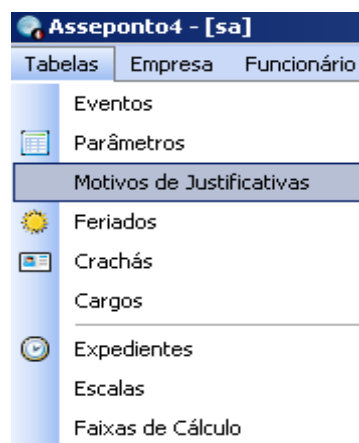 Asseponto4 - [sa]
Tabelas Empresa Funcionário
Eventos
Parâmetros
Motivos de Justificativas
Feriados
Crachás
Cargos
Expedientes
Escalas
Faixas de Cálculo